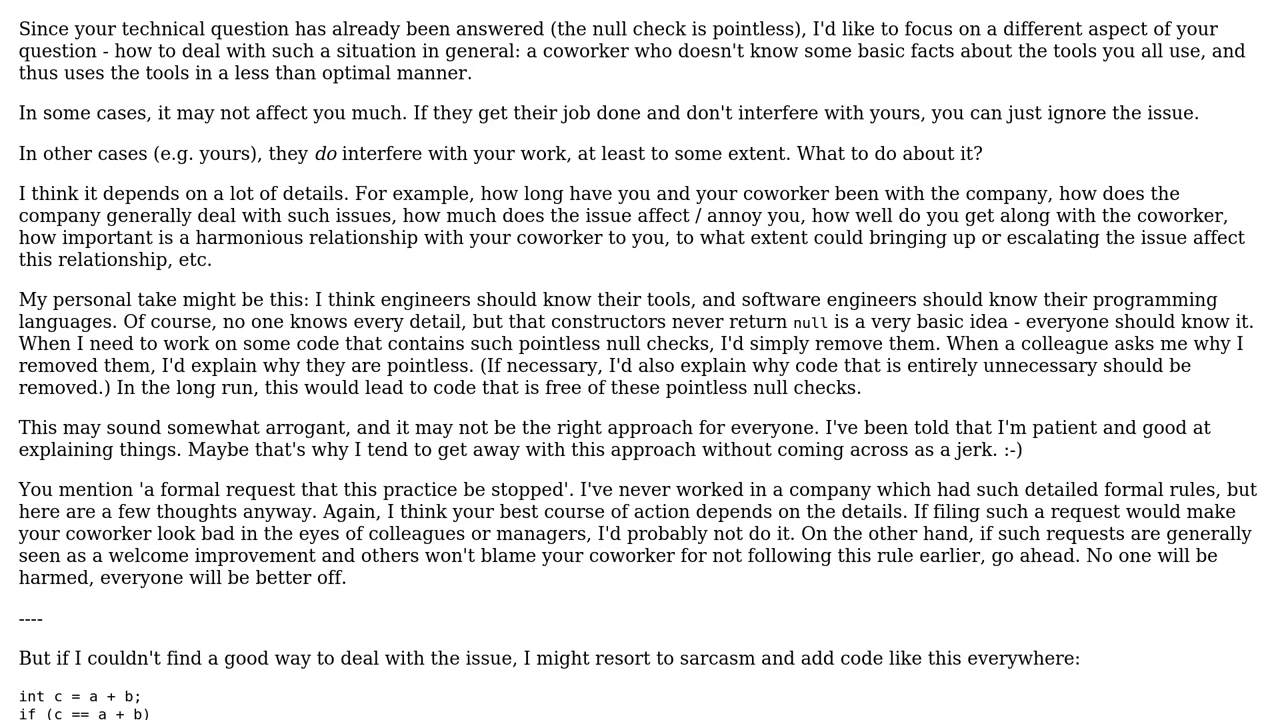 Since your technical question has already been answered (the null check is pointless), I'd like to focus on a different aspect of your
question - how to deal with such a situation in general: a coworker who doesn't know some basic facts about the tools you all use, and
thus uses the tools in a less than optimal manner.
In some cases, it may not affect you much. If they get their job done and don't interfere with yours, you can just ignore the issue.
In other cases (e.g. yours), they do interfere with your work, at least to some extent. What to do about it?
I think it depends on a lot of details. For example, how long have you and your coworker been with the company, how does the
company generally deal with such issues, how much does the issue affect / annoy you, how well do you get along with the coworker,
how important is a harmonious relationship with your coworker to you, to what extent could bringing up or escalating the issue affect
this relationship, etc.
My personal take might be this: I think engineers should know their tools, and software engineers should know their programming
languages. Of course, no one knows every detail, but that constructors never return null is a very basic idea - everyone should know it.
When I need to work on some code that contains such pointless null checks, I'd simply remove them. When a colleague asks me why I
removed them, I'd explain why they are pointless. (If necessary, I'd also explain why code that is entirely unnecessary should be
removed.) In the long run, this would lead to code that is free of these pointless null checks.
This may sound somewhat arrogant, and it may not be the right approach for everyone. I've been told that I'm patient and good at
explaining things. Maybe that's why I tend to get away with this approach without coming across as a jerk. :-)
You mention 'a formal request that this practice be stopped'. I've never worked in a company which had such detailed formal rules, but
here are a few thoughts anyway. Again, I think your best course of action depends on the details. If filing such a request would make
your coworker look bad in the eyes of colleagues or managers, I'd probably not do it. On the other hand, if such requests are generally
seen as a welcome improvement and others won't blame your coworker for not following this rule earlier, go ahead. No one will be
harmed, everyone will be better off.
----
But if I couldn't find a good way to deal with the issue, I might resort to sarcasm and add code like this everywhere:
int c = a + b;
if (c == a + b)